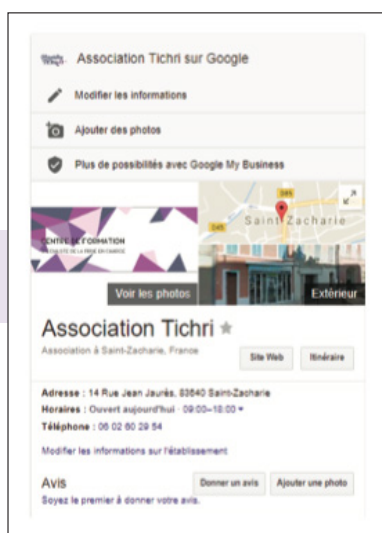 Association Tichri sur Google
Modifier les informations
Ajouter des photos
Plus de possibilités avec Google My Business
CENTRE DE FORMATION
D45
D85
Saint-Zacharie
Voir les photos
Extérieur
Association Tichri
Association à Saint-Zacharie, France
Site Web
Itinéraire
Adresse : 14 Rue Jean Jaurés, 83640 Saint-Zacharie
Horaires : Ouvert aujourd'hui · 09:00–18:00
Téléphone : 06 02 60 29 54
Modifier les informations sur l'établissement
Avis
Donner un avis
Ajouter une photo
Soyez le premier à donner votre avis.